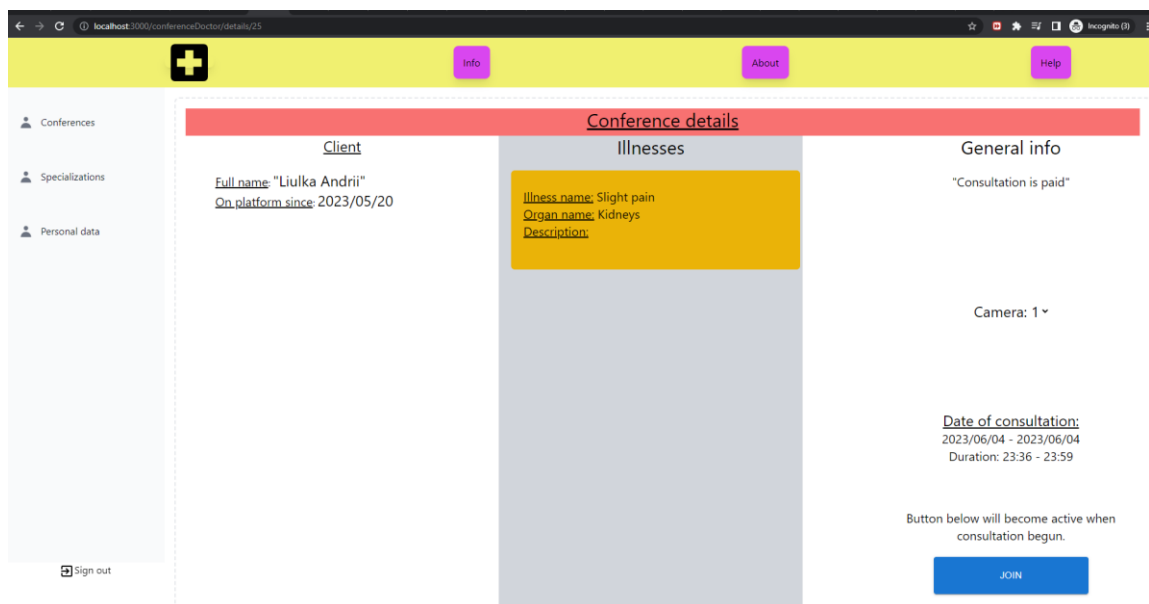 localhost:3000/conferenceDoctor/details/25
Incognito (3)
Info
About
Help
Conferences
Specializations
Personal data
Sign out
Conference details
Client
Full name: "Liulka Andrii"
On platform since: 2023/05/20
Illnesses
Illness name: Slight pain
Organ name: Kidneys
Description:
General info
"Consultation is paid"
Camera: 1
Date of consultation:
2023/06/04 - 2023/06/04
Duration: 23:36 - 23:59
Button below will become active when
consultation begun.
JOIN